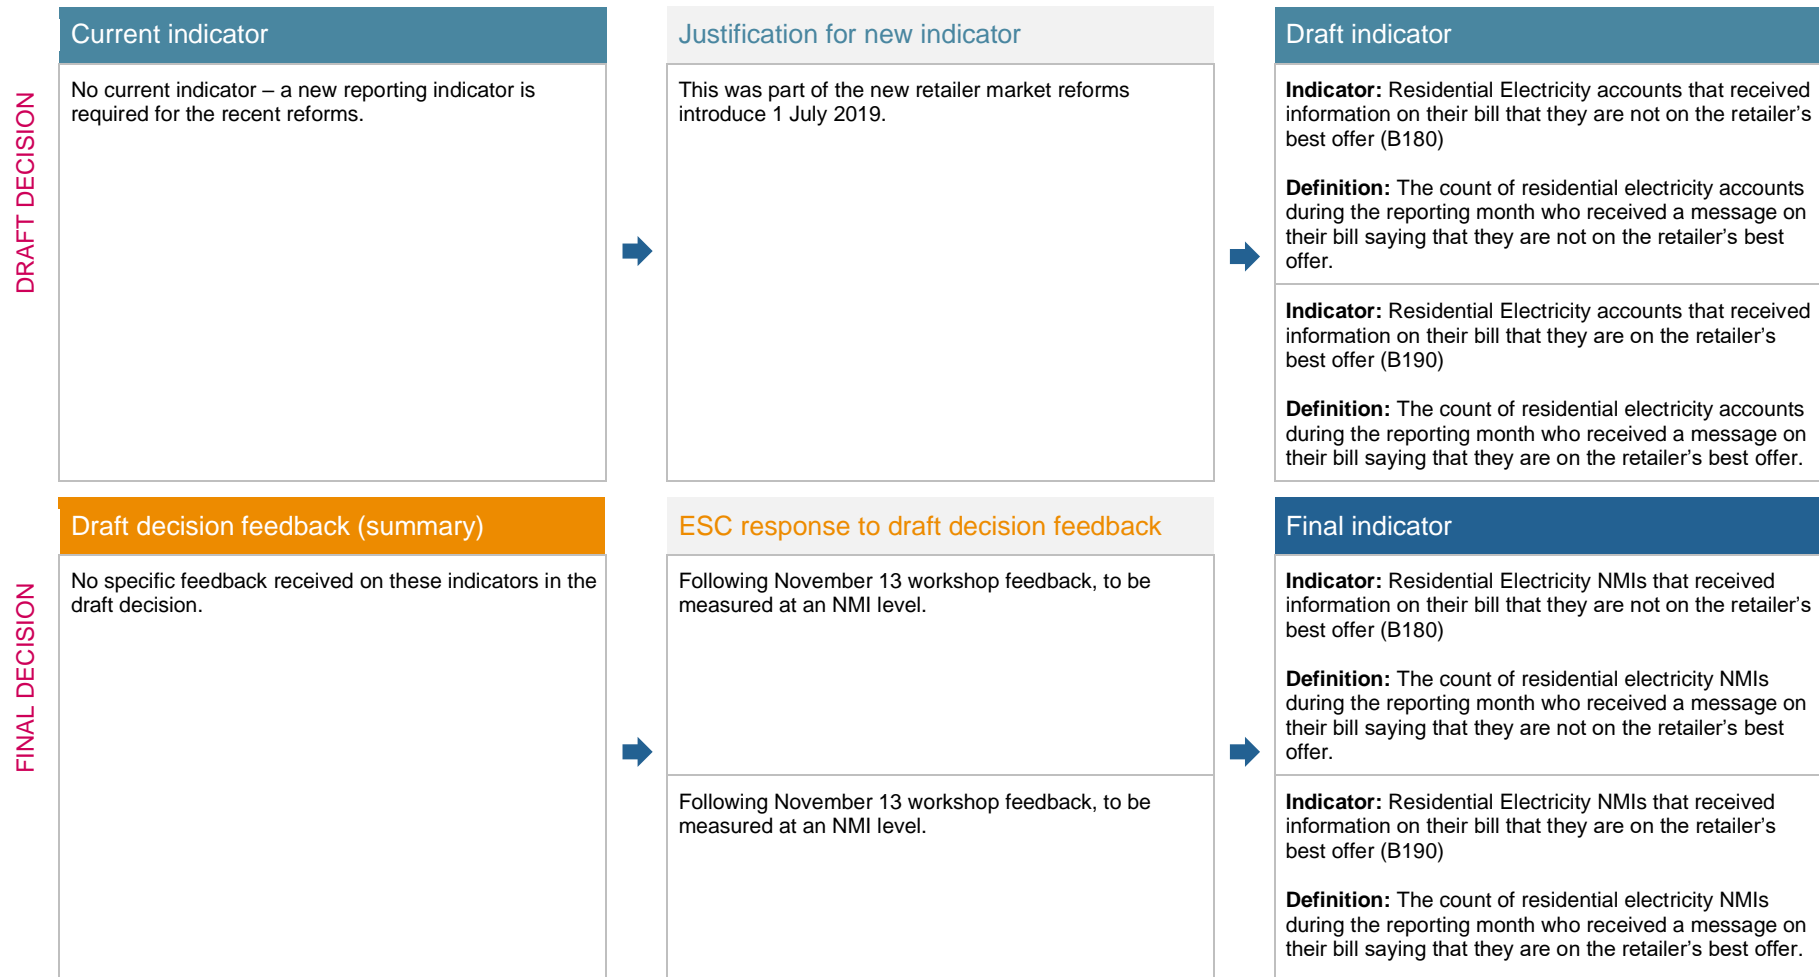 DRAFT DECISION
Current indicator
No current indicator – a new reporting indicator is
required for the recent reforms.
Justification for new indicator
This was part of the new retailer market reforms
introduce 1 July 2019.
Draft indicator
Indicator: Residential Electricity accounts that received
information on their bill that they are not on the retailer’s
best offer (B180)
Definition: The count of residential electricity accounts
during the reporting month who received a message on
their bill saying that they are not on the retailer’s best
offer.
Indicator: Residential Electricity accounts that received
information on their bill that they are on the retailer’s
best offer (B190)
Definition: The count of residential electricity accounts
during the reporting month who received a message on
their bill saying that they are on the retailer’s best offer.
FINAL DECISION
Draft decision feedback (summary)
No specific feedback received on these indicators in the
draft decision.
ESC response to draft decision feedback
Following November 13 workshop feedback, to be
measured at an NMI level.
Following November 13 workshop feedback, to be
measured at an NMI level.
Final indicator
Indicator: Residential Electricity NMIs that received
information on their bill that they are not on the retailer’s
best offer (B180)
Definition: The count of residential electricity NMIs
during the reporting month who received a message on
their bill saying that they are not on the retailer’s best
offer.
Indicator: Residential Electricity NMIs that received
information on their bill that they are on the retailer’s
best offer (B190)
Definition: The count of residential electricity NMIs
during the reporting month who received a message on
their bill saying that they are on the retailer’s best offer.